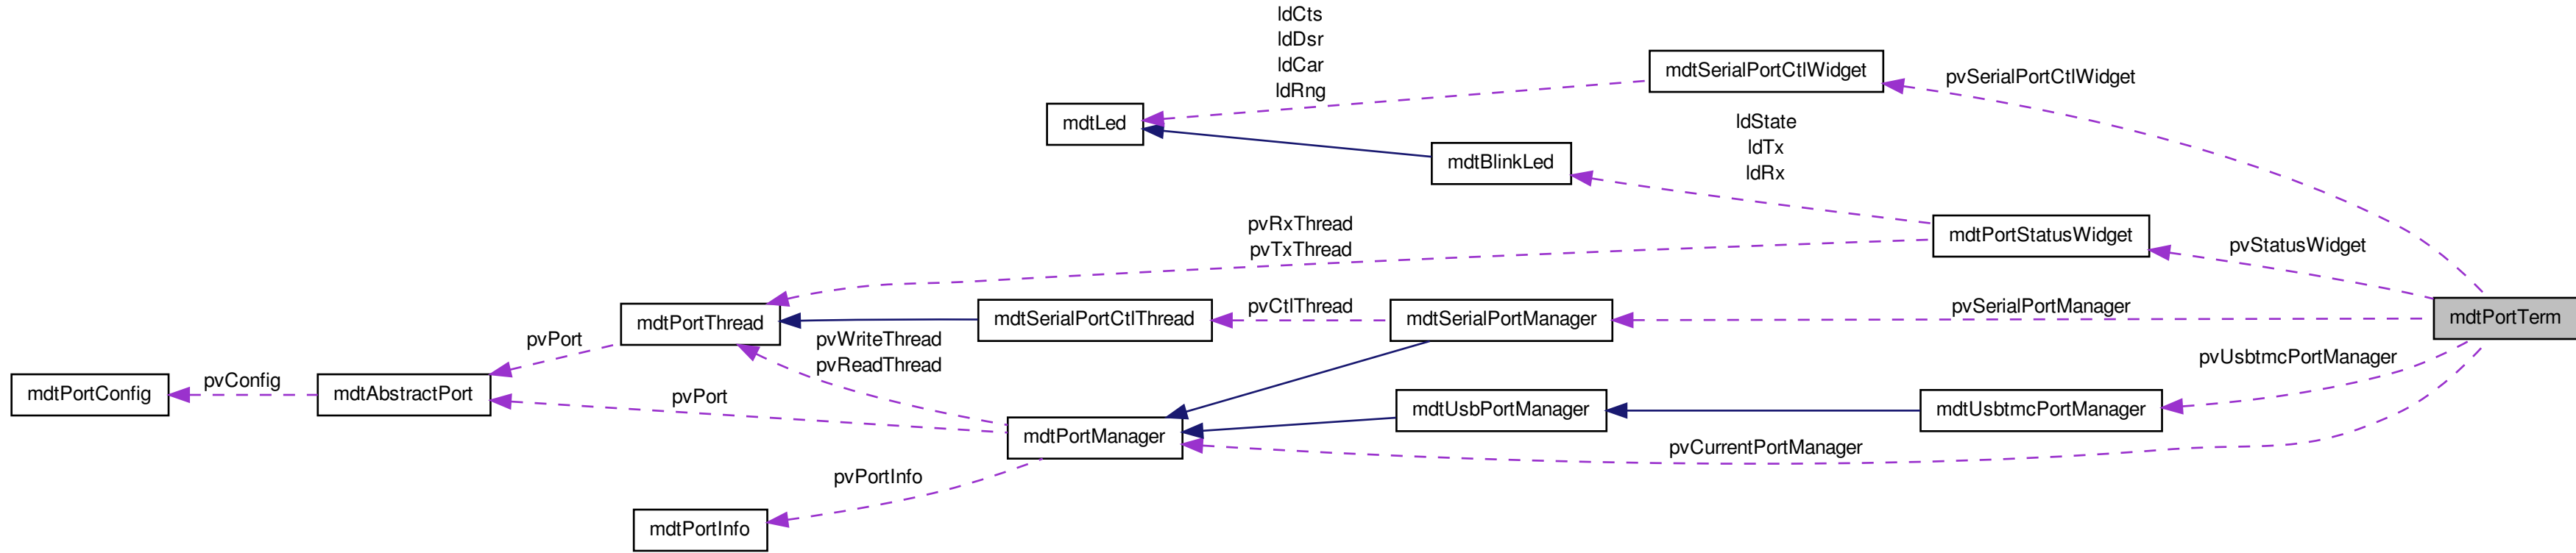 ldCts
ldDsr
ldCar
ldRng
mdtSerialPortCtlWidget
pvSerialPortCtlWidget
mdtLed
ldState
ldTx
ldRx
mdtBlinkLed
pvRxThread
pvTxThread
mdtPortStatusWidget
pvStatusWidget
mdtPortThread
mdtSerialPortCtlThread
pvCtlThread
mdtSerialPortManager
pvSerialPortManager
mdtPortTerm
pvPort
pvWriteThread
pvReadThread
pvUsbtmcPortManager
mdtPortConfig
pvConfig
mdtAbstractPort
pvPort
mdtUsbPortManager
mdtUsbtmcPortManager
mdtPortManager
pvCurrentPortManager
pvPortInfo
mdtPortInfo